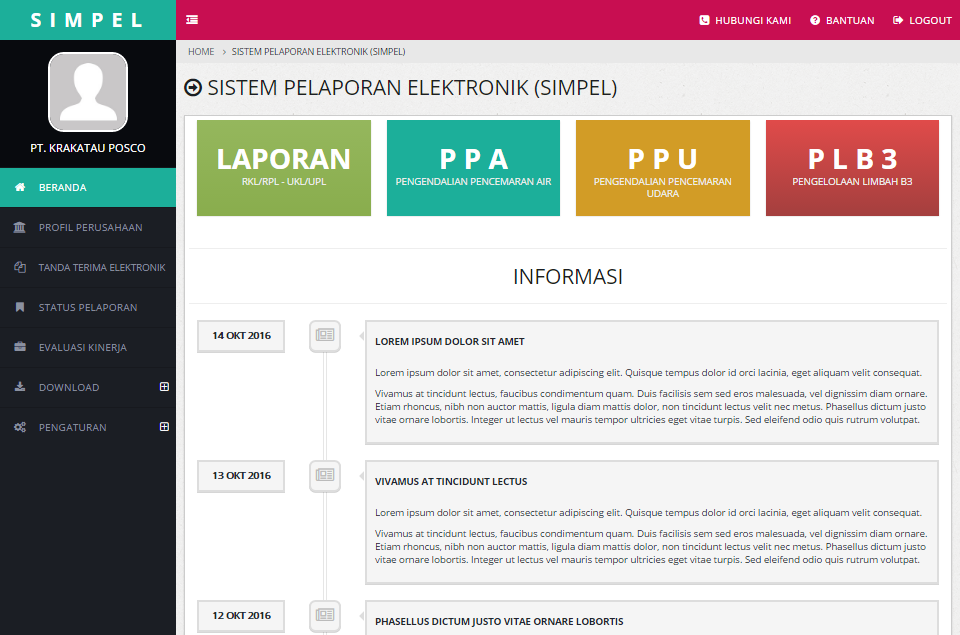 SIMPEL
HUBUNGI KAMI
BANTUAN
LOGOUT
PT. KRAKATAU POSCO
BERANDA
PROFIL PERUSAHAAN
TANDA TERIMA ELEKTRONIK
STATUS PELAPORAN
EVALUASI KINERJA
DOWNLOAD
PENGATURAN
HOME > SISTEM PELAPORAN ELEKTRONIK (SIMPEL)
SISTEM PELAPORAN ELEKTRONIK (SIMPEL)
LAPORAN
RKL/RPL - UKL/UPL
P P A
PENGENDALIAN PENCEMARAN AIR
P P U
PENGENDALIAN PENCEMARAN
UDARA
P L B 3
PENGELOLAAN LIMBAH B3
INFORMASI
14 OKT 2016
LOREM IPSUM DOLOR SIT AMET
Lorem ipsum dolor sit amet, consectetur adipiscing elit. Quisque tempus dolor id orci lacinia, eget aliquam velit consequat.
Vivamus at tincidunt lectus, faucibus condimentum quam. Duis facilisis sem sed eros malesuada, vel dignissim diam ornare.
Etiam rhoncus, nibh non auctor mattis, ligula diam mattis dolor, non tincidunt lectus velit nec metus. Phasellus dictum justo
vitae ornare lobortis. Integer ut lectus vel mauris tempor ultricies eget vitae turpis. Sed eleifend odio quis rutrum volutpat.
13 OKT 2016
VIVAMUS AT TINCIDUNT LECTUS
Lorem ipsum dolor sit amet, consectetur adipiscing elit. Quisque tempus dolor id orci lacinia, eget aliquam velit consequat.
Vivamus at tincidunt lectus, faucibus condimentum quam. Duis facilisis sem sed eros malesuada, vel dignissim diam ornare.
Etiam rhoncus, nibh non auctor mattis, ligula diam mattis dolor, non tincidunt lectus velit nec metus. Phasellus dictum justo
vitae ornare lobortis. Integer ut lectus vel mauris tempor ultricies eget vitae turpis. Sed eleifend odio quis rutrum volutpat.
12 OKT 2016
PHASELLUS DICTUM JUSTO VITAE ORNARE LOBORTIS